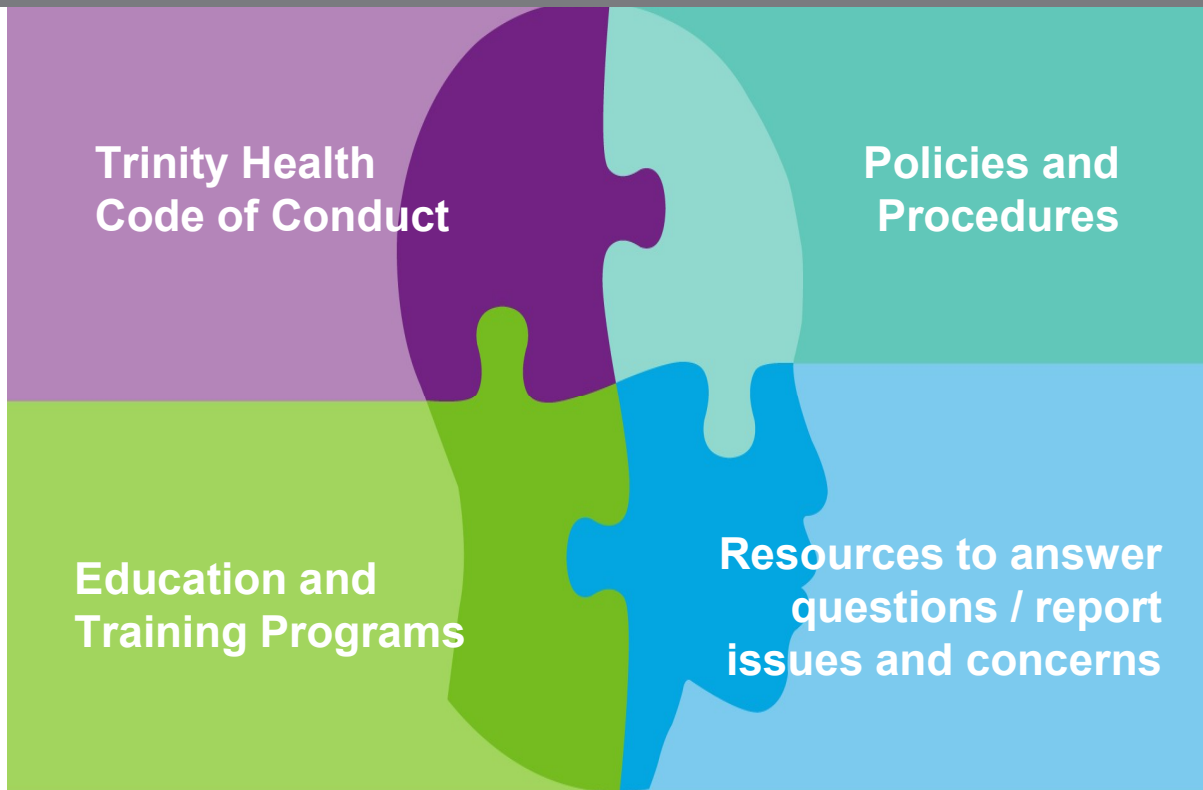 Trinity Health
Code of Conduct
Policies and
Procedures
Education and
Training Programs
Resources to answer
questions / report
issues and concerns